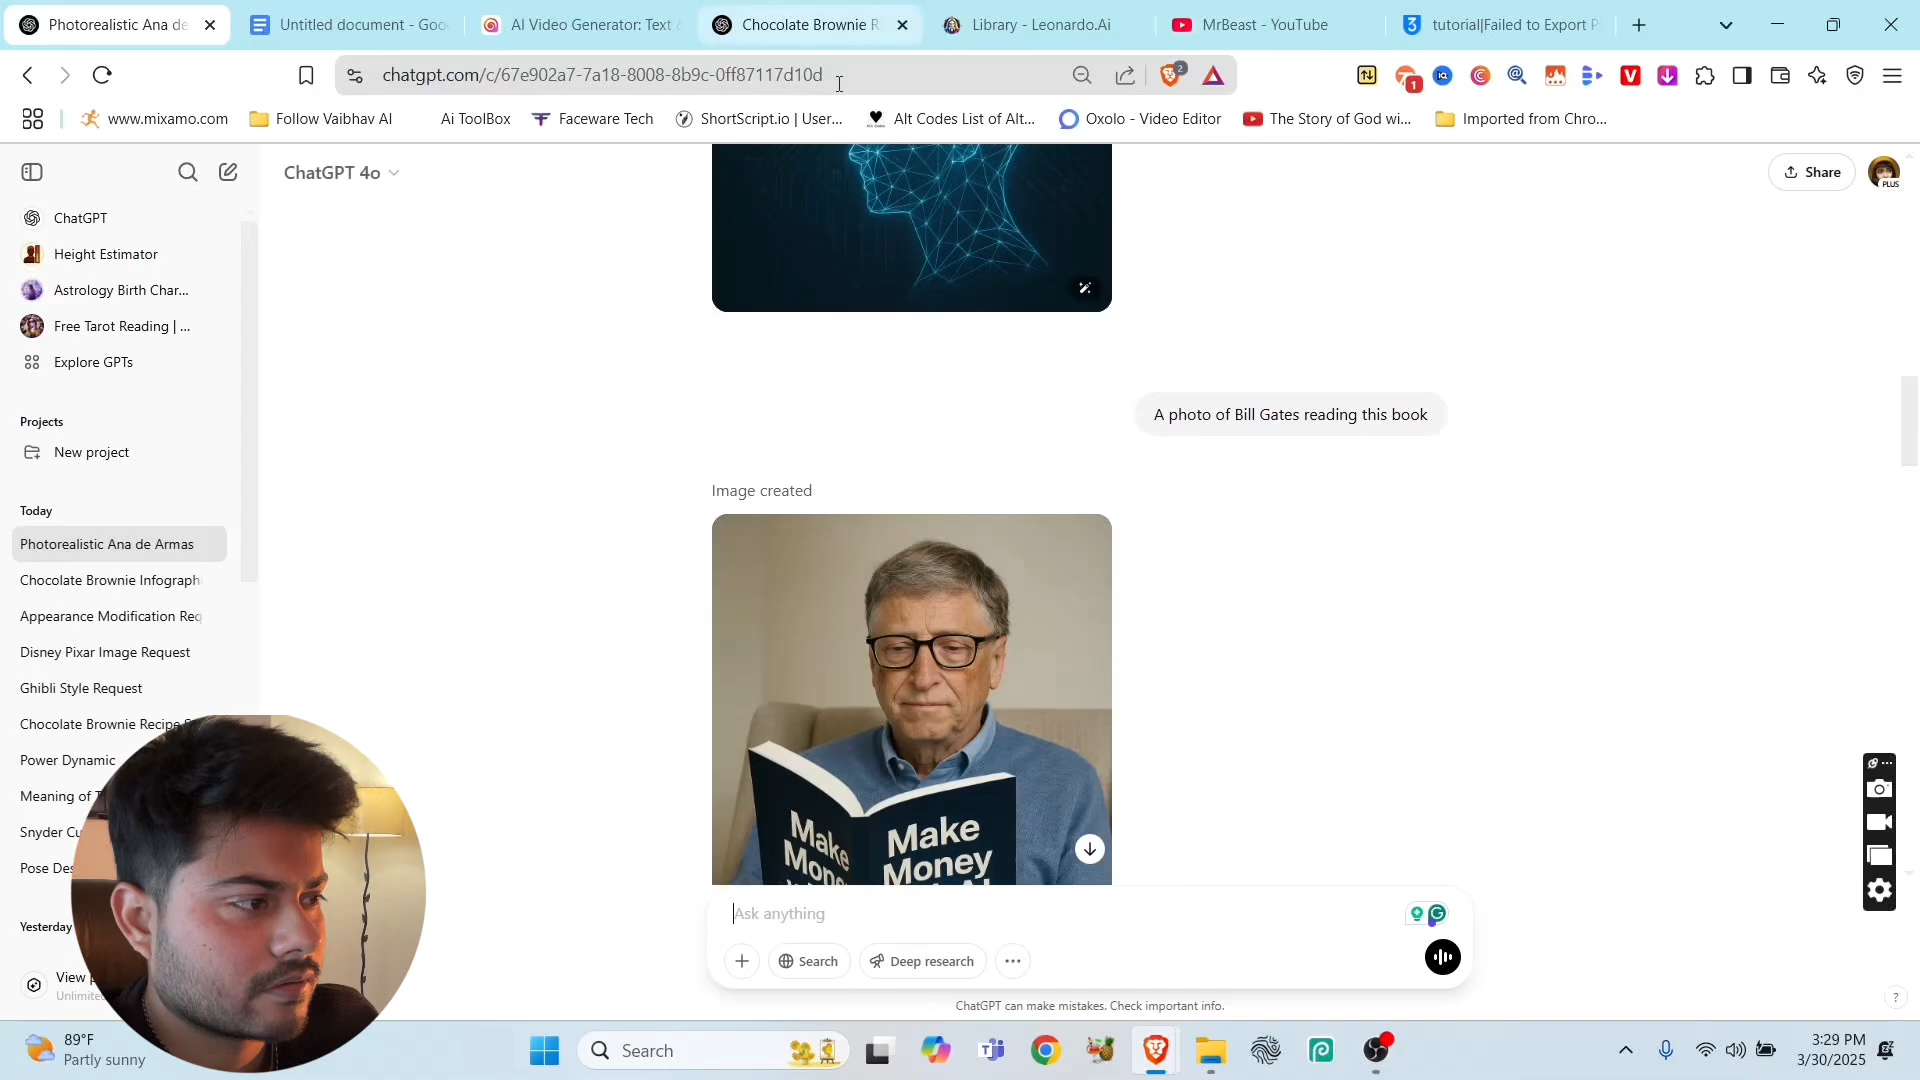 Photorealistic Ana de
Untitled document - Goo
AI Video Generator: Text
Chocolate Brownie R
Library - Leonardo.Ai
MrBeast - YouTube
tutorial|Failed to Export P
chatgpt.com/c/67e902a7-7a18-8008-8b9c-0ff87117d10d
2
1
www.mixamo.com
Follow Vaibhav AI
Ai ToolBox
Faceware Tech
ShortScript.io | User...
Alt Codes List of Alt...
Oxolo - Video Editor
The Story of God wi...
Imported from Chro...
ChatGPT 4o
Share
PLUS
ChatGPT
Height Estimator
Astrology Birth Char...
Free Tarot Reading | ...
Explore GPTs
Projects
New project
Today
Photorealistic Ana de Armas
Chocolate Brownie Infograph
Appearance Modification Req
Disney Pixar Image Request
Ghibli Style Request
Chocolate Brownie Recipe S
Power Dynamic
Meaning of T
Snyder Cu
Pose Des
Yesterday
View p
Unlimited
A photo of Bill Gates reading this book
Image created
Make
Money
Make
Money
Ask anything
Search
Deep research
ChatGPT can make mistakes. Check important info.
?
89°F
Partly sunny
Search
3:29 PM
3/30/2025